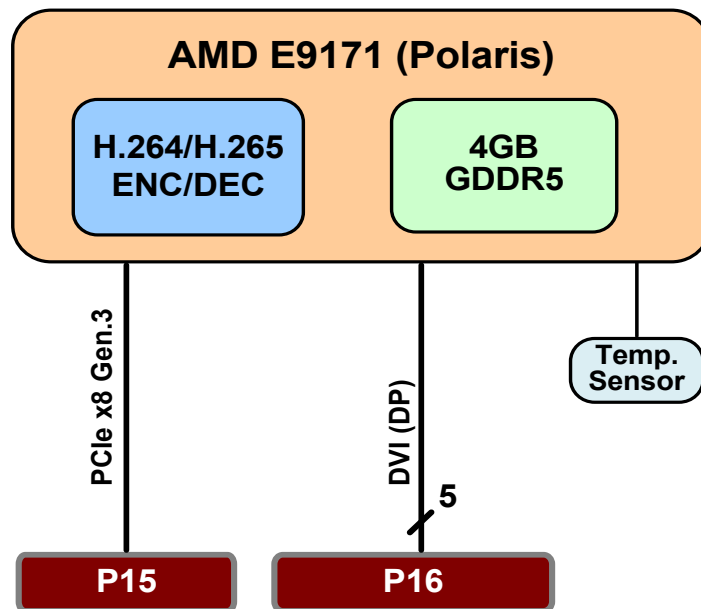 AMD E9171 (Polaris)
H.264/H.265
ENC/DEC
4GB
GDDR5
PCIe x8 Gen.3
DVI (DP)
Temp.
Sensor
5
P15
P16